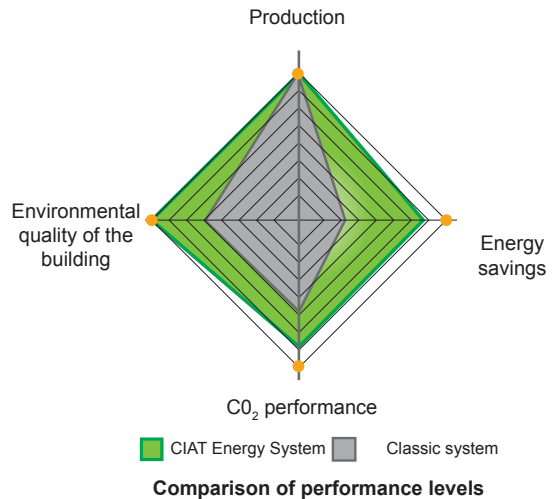 Production
Environmental
quality of the
building
Energy
savings
C0₂ performance
CIAT Energy System
Classic system
Comparison of performance levels